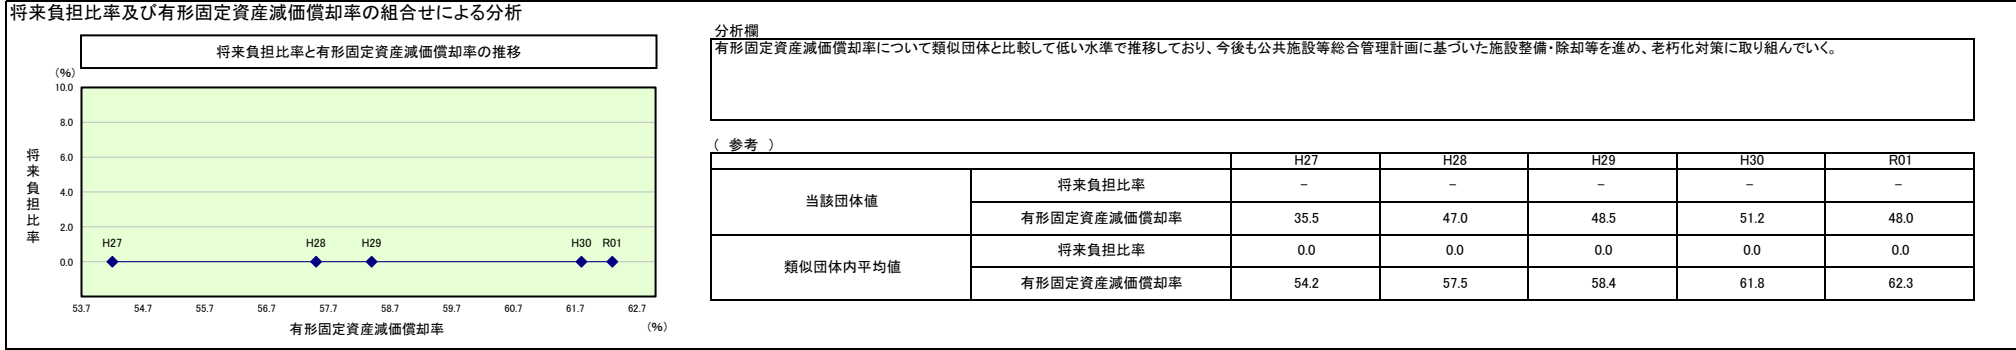 将来負担比率及び有形固定資産減価償却率の組合せによる分析
将来負担比率と有形固定資産減価償却率の推移
(%)
10.0
8.0
6.0
4.0
2.0
0.0
将来負担比率
H27 H28 H29 H30 R01
53.7 54.7 55.7 56.7 57.7 58.7 59.7 60.7 61.7 62.7
有形固定資産減価償却率
(%)
分析欄
有形固定資産減価償却率について類似団体と比較して低い水準で推移しており、今後も公共施設等総合管理計画に基づいた施設整備・除却等を進め、老朽化対策に取り組んでいく。
( 参考 )
H27 H28 H29 H30 R01
当該団体値
将来負担比率 － － － － －
有形固定資産減価償却率 35.5 47.0 48.5 51.2 48.0
類似団体内平均値
将来負担比率 0.0 0.0 0.0 0.0 0.0
有形固定資産減価償却率 54.2 57.5 58.4 61.8 62.3